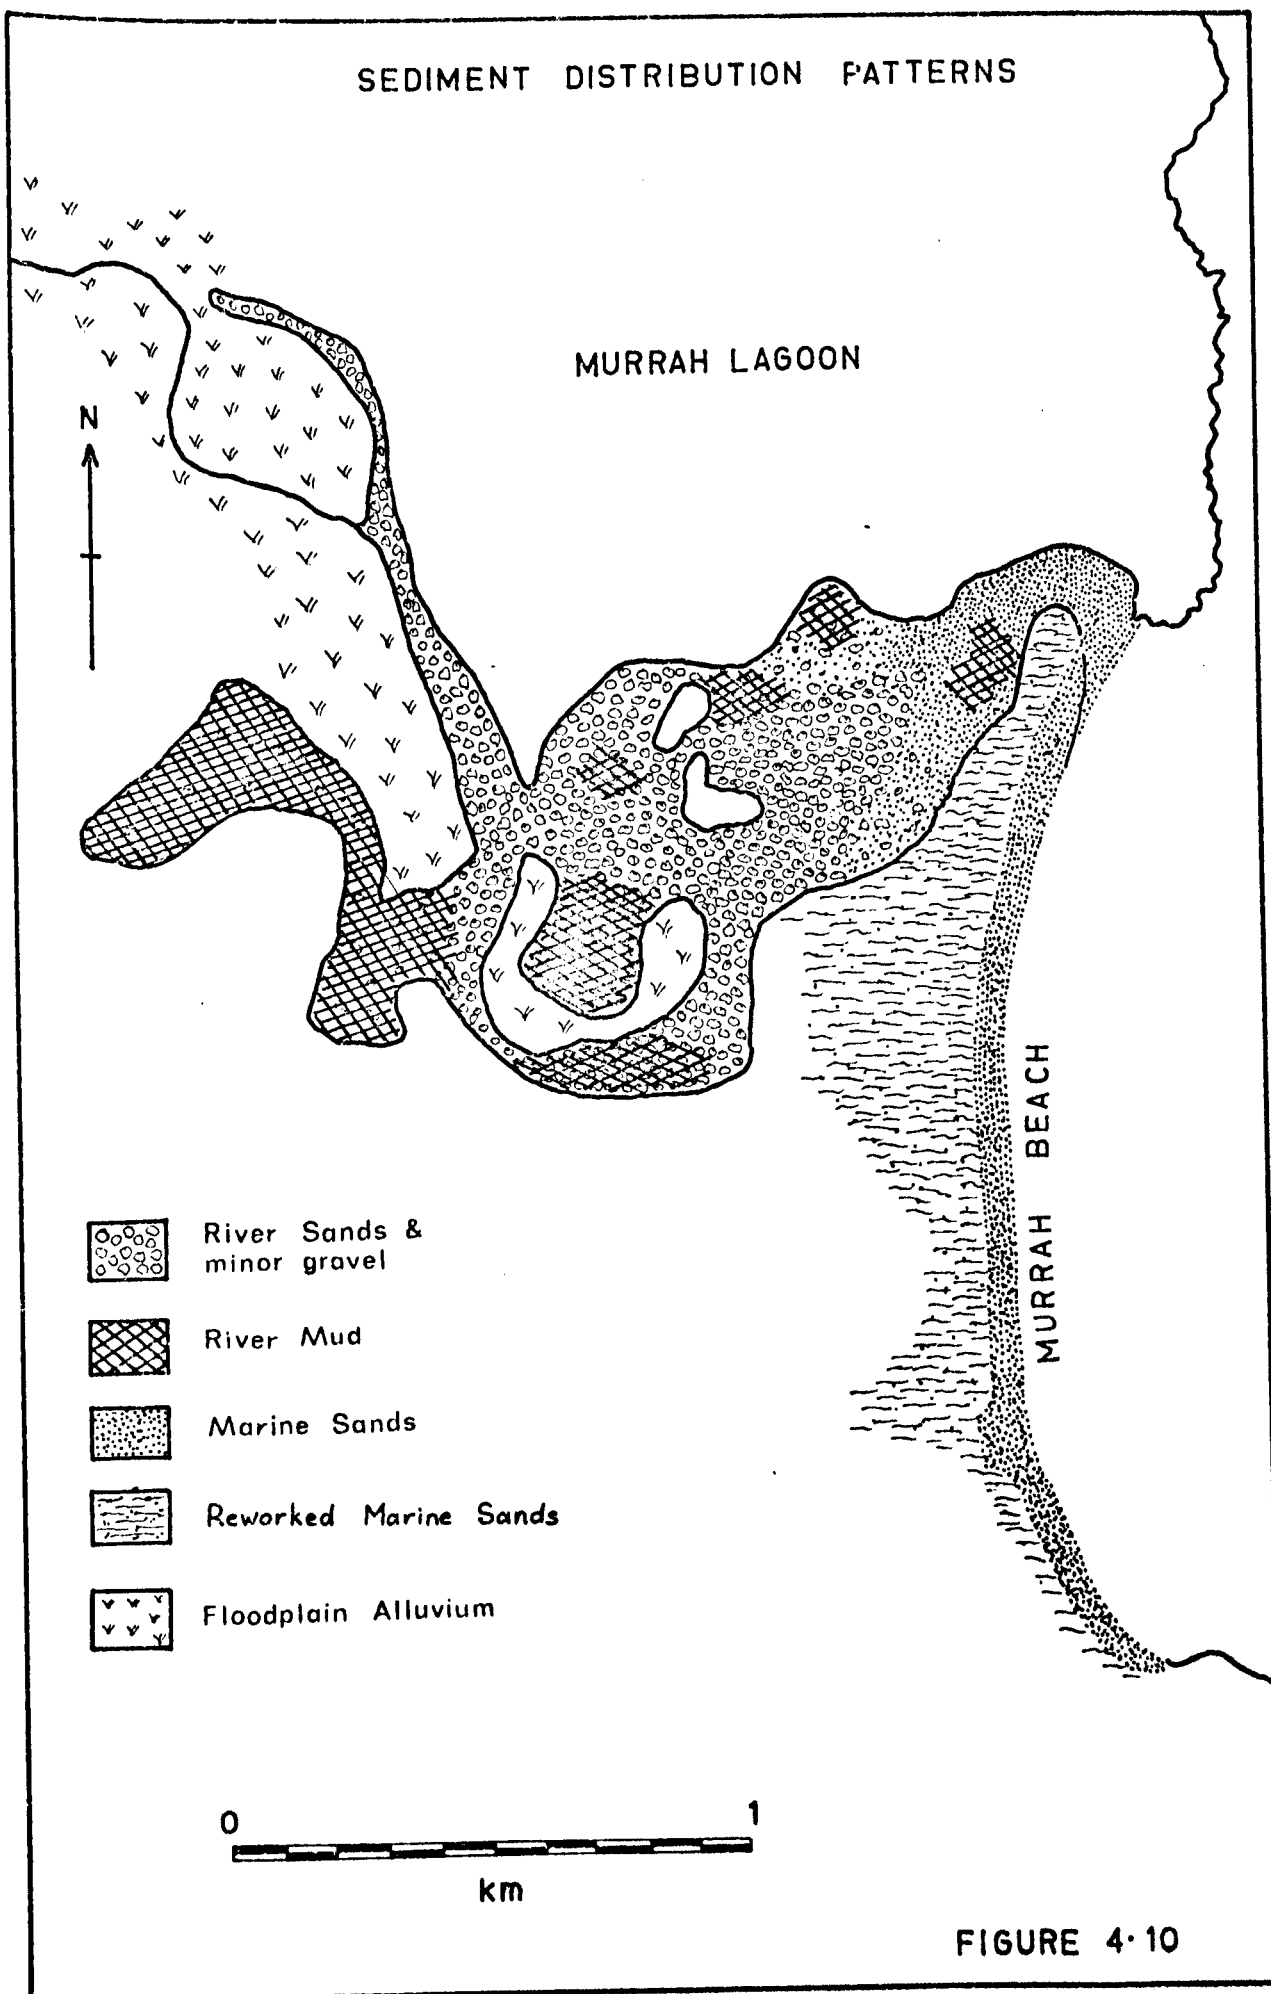 SEDIMENT DISTRIBUTION PATTERNS
MURRAH LAGOON
N
MURRAH BEACH
River Sands &
minor gravel
River Mud
Marine Sands
Reworked Marine Sands
Floodplain Alluvium
0 1
km
FIGURE 4·10